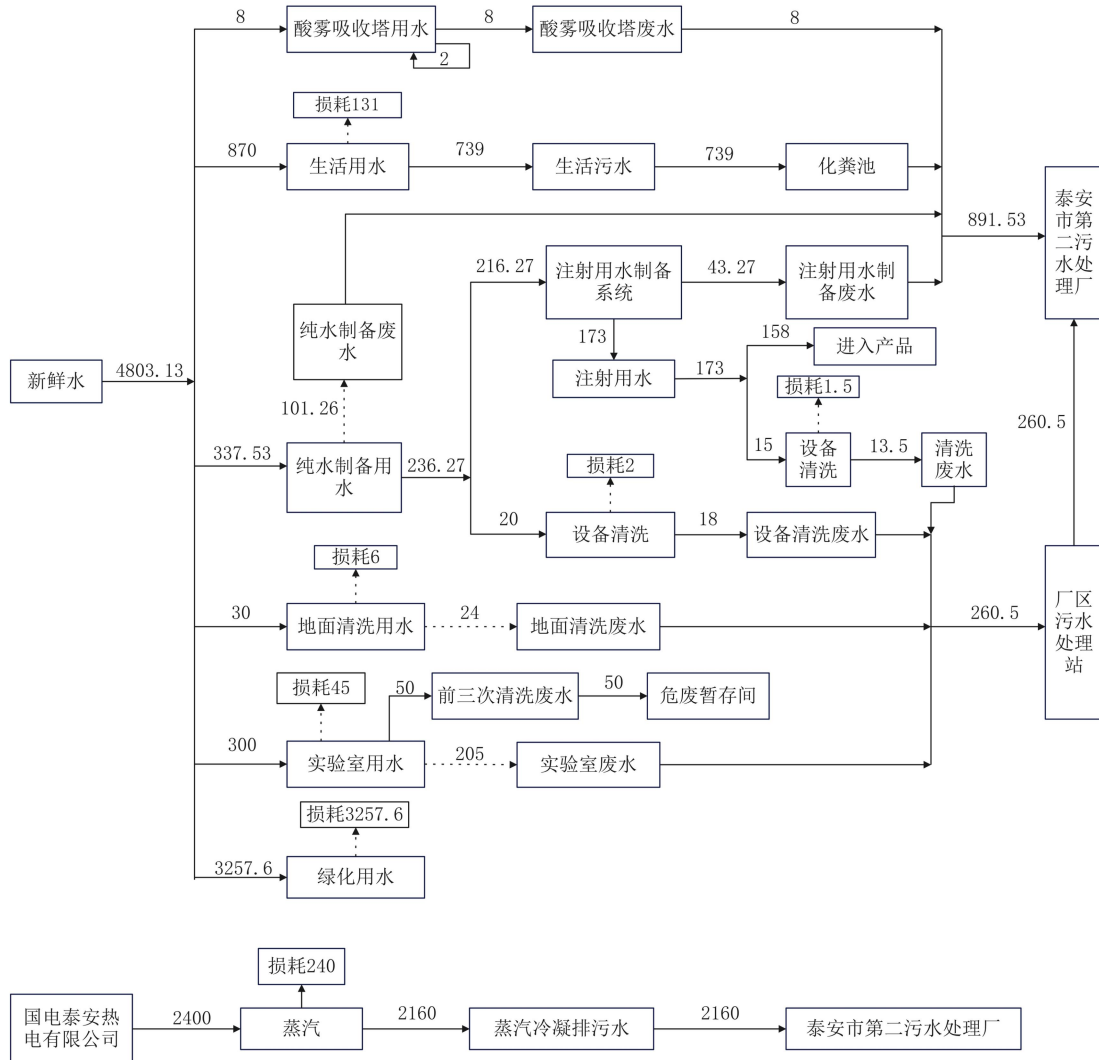 8
酸雾吸收塔用水
8
酸雾吸收塔废水
8
2
损耗131
870
生活用水
739
生活污水
739
化粪池
泰安
市第
二污
水处
理厂
891.53
216.27
注射用水制备
系统
43.27
注射用水制
备废水
纯水制备废
水
173
158
进入产品
新鲜水
4803.13
注射用水
173
损耗1.5
101.26
260.5
337.53
纯水制备用
水
236.27
15
设备
清洗
13.5
清洗
废水
损耗2
20
设备清洗
18
设备清洗废水
损耗6
30
地面清洗用水
24
地面清洗废水
260.5
厂区
污水
处理
站
损耗45
50
前三次清洗废水
50
危废暂存间
300
实验室用水
205
实验室废水
损耗3257.6
3257.6
绿化用水
损耗240
国电泰安热
电有限公司
2400
蒸汽
2160
蒸汽冷凝排污水
2160
泰安市第二污水处理厂